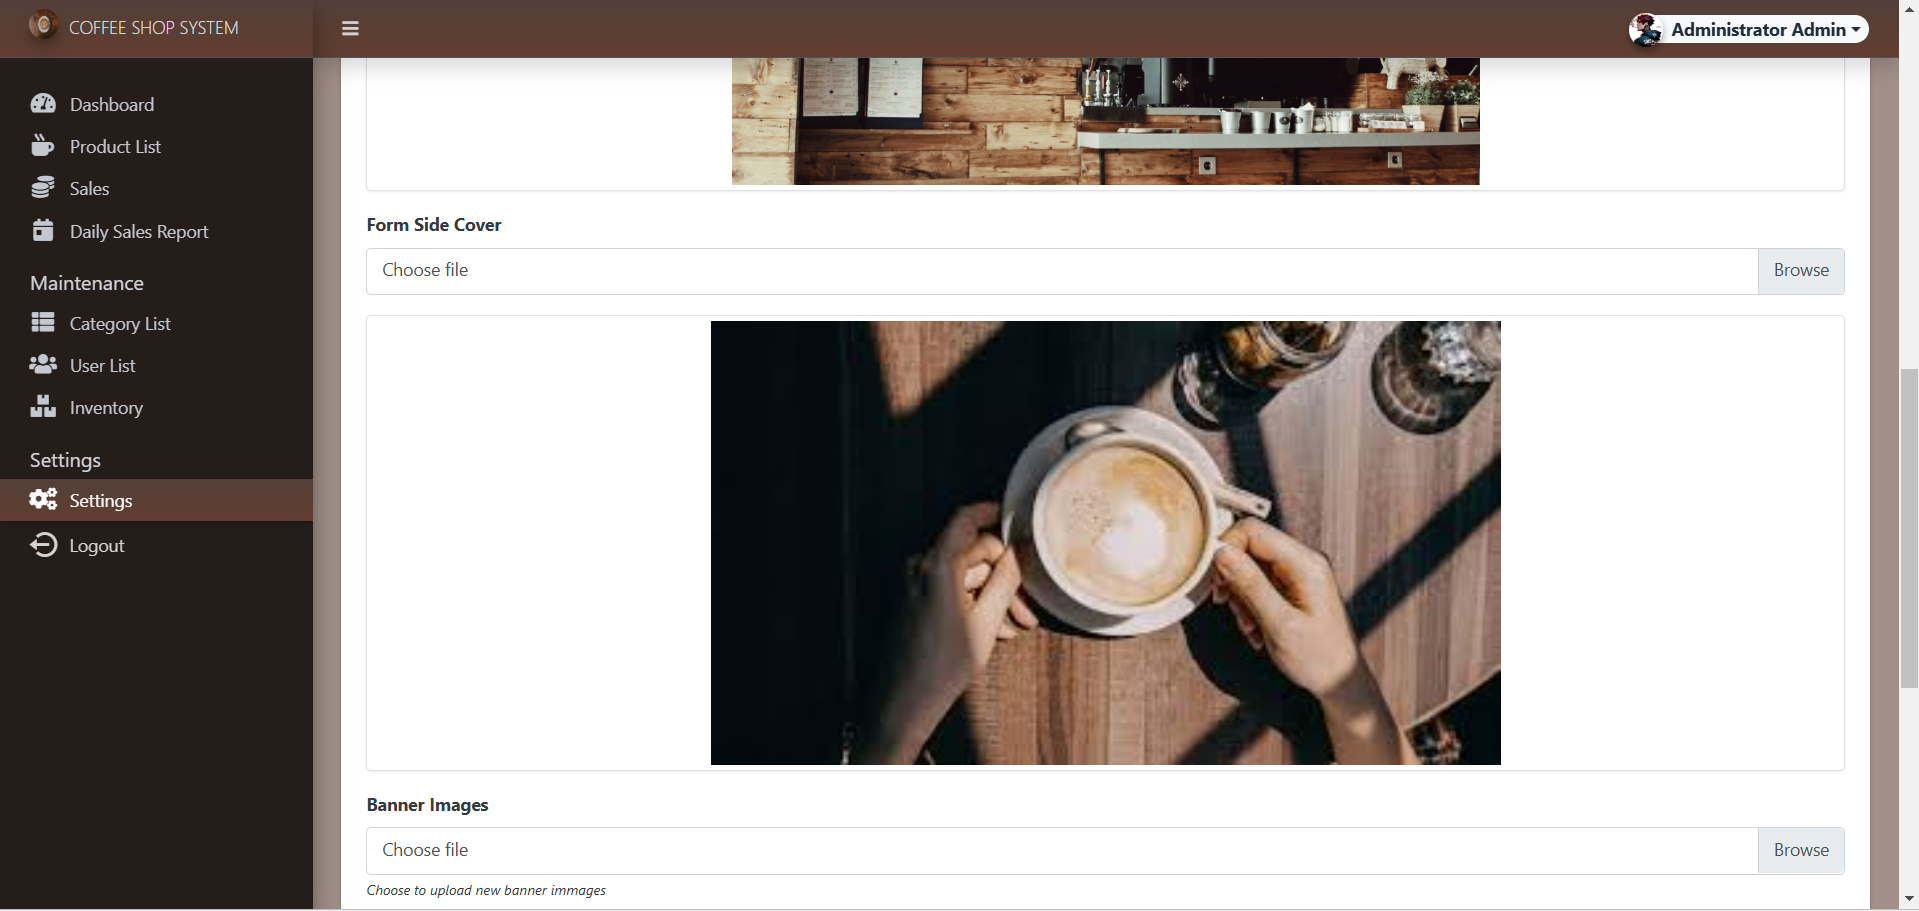 COFFEE SHOP SYSTEM
Administrator Admin
Dashboard
Product List
Sales
Daily Sales Report
Maintenance
Category List
User List
Inventory
Settings
Settings
Logout
Form Side Cover
Choose file
Browse
Banner Images
Choose file
Browse
Choose to upload new banner immages